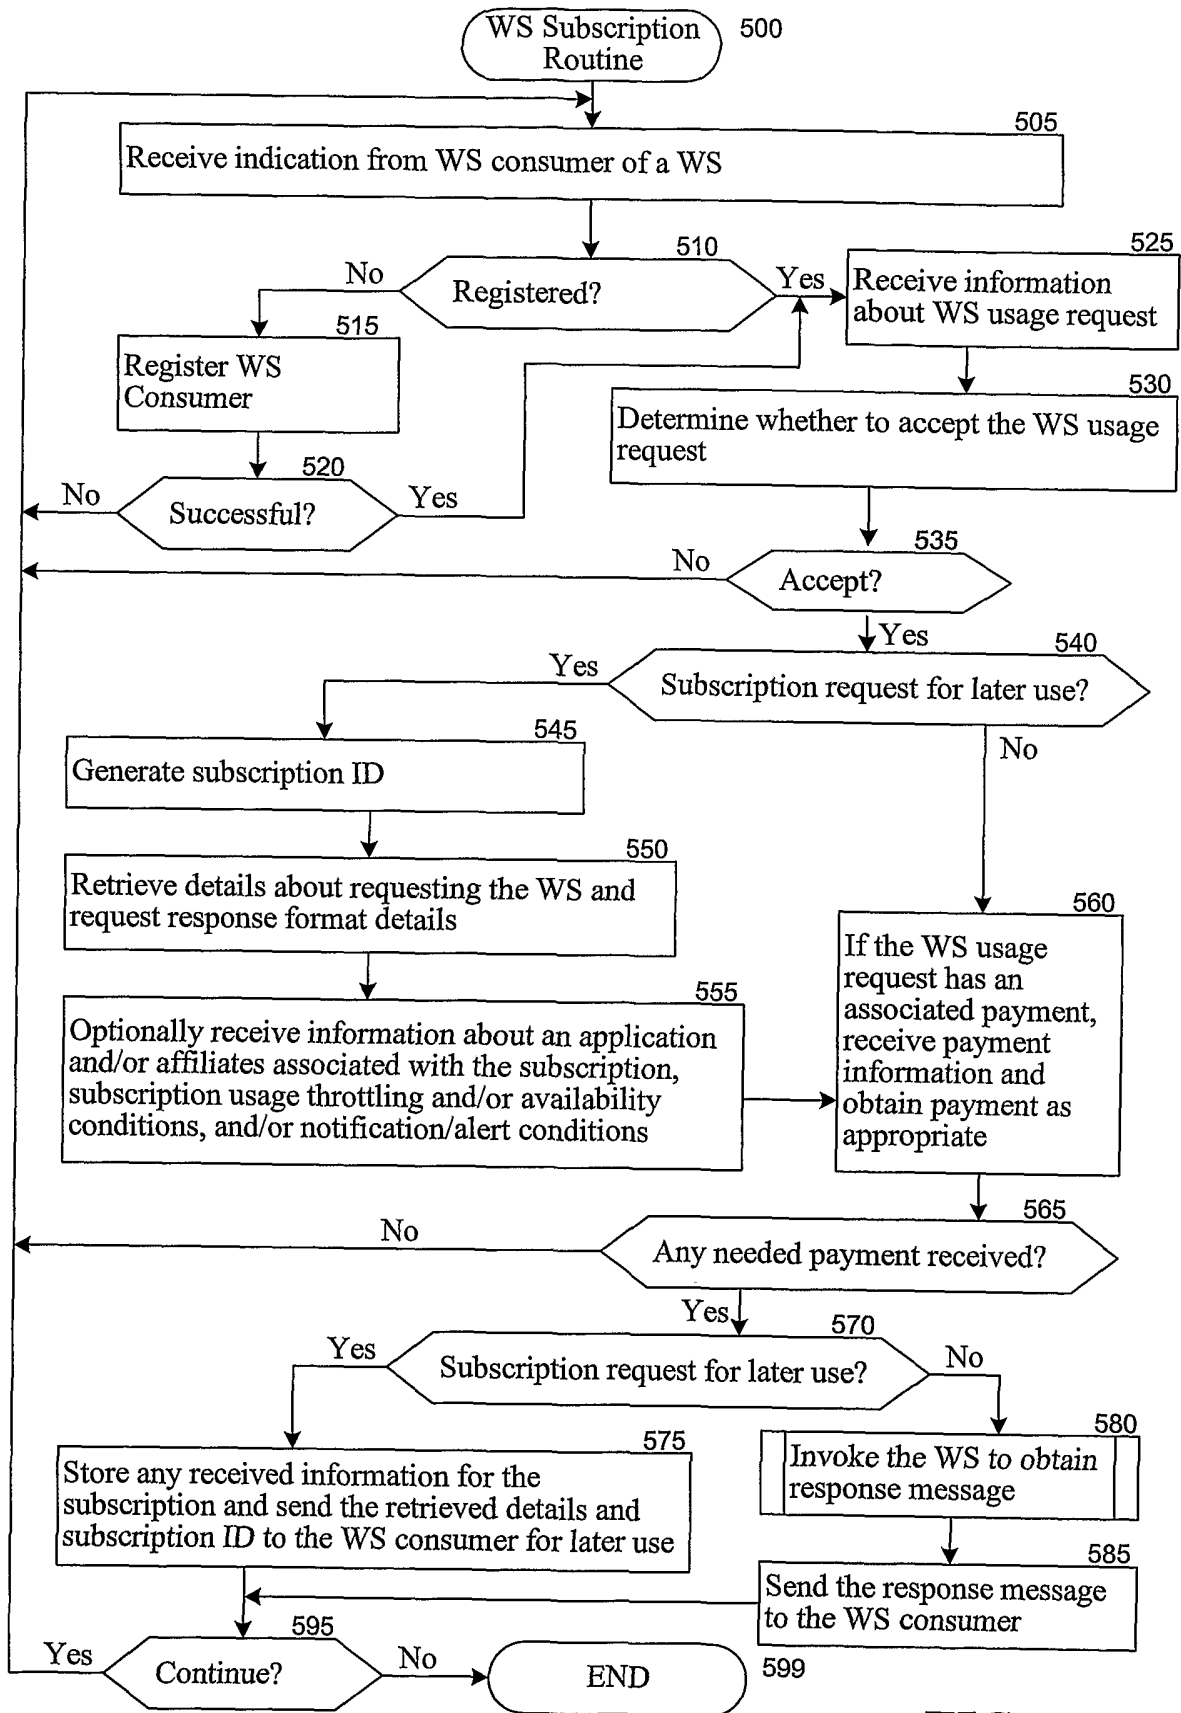 WS Subscription
Routine
500
505
Receive indication from WS consumer of a WS
510
Registered?
No
Yes
525
Receive information
about WS usage request
515
Register WS
Consumer
530
Determine whether to accept the WS usage
request
520
Successful?
No
Yes
535
Accept?
No
Yes
540
Subscription request for later use?
Yes
No
545
Generate subscription ID
550
Retrieve details about requesting the WS and
request response format details
555
Optionally receive information about an application
and/or affiliates associated with the subscription,
subscription usage throttling and/or availability
conditions, and/or notification/alert conditions
560
If the WS usage
request has an
associated payment,
receive payment
information and
obtain payment as
appropriate
565
Any needed payment received?
No
Yes
570
Subscription request for later use?
Yes
No
575
Store any received information for the
subscription and send the retrieved details and
subscription ID to the WS consumer for later use
580
Invoke the WS to obtain
response message
585
Send the response message
to the WS consumer
595
Continue?
Yes
No
END
599